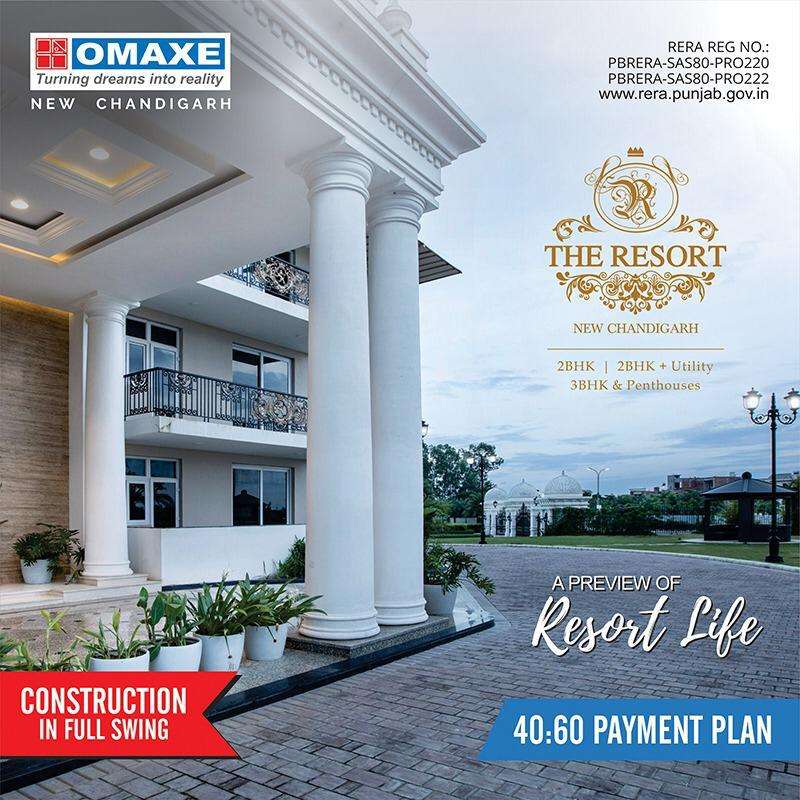 OMAXE
Turning dreams into reality
NEW CHANDIGARH
RERA REG NO.:
PBRERA-SAS80-PRO220
PBRERA-SAS80-PRO222
www.rera.punjab.gov.in
R
THE RESORT
NEW CHANDIGARH
2BHK | 2BHK + Utility
3BHK & Penthouses
A PREVIEW OF
Resort Life
CONSTRUCTION
IN FULL SWING
40:60 PAYMENT PLAN